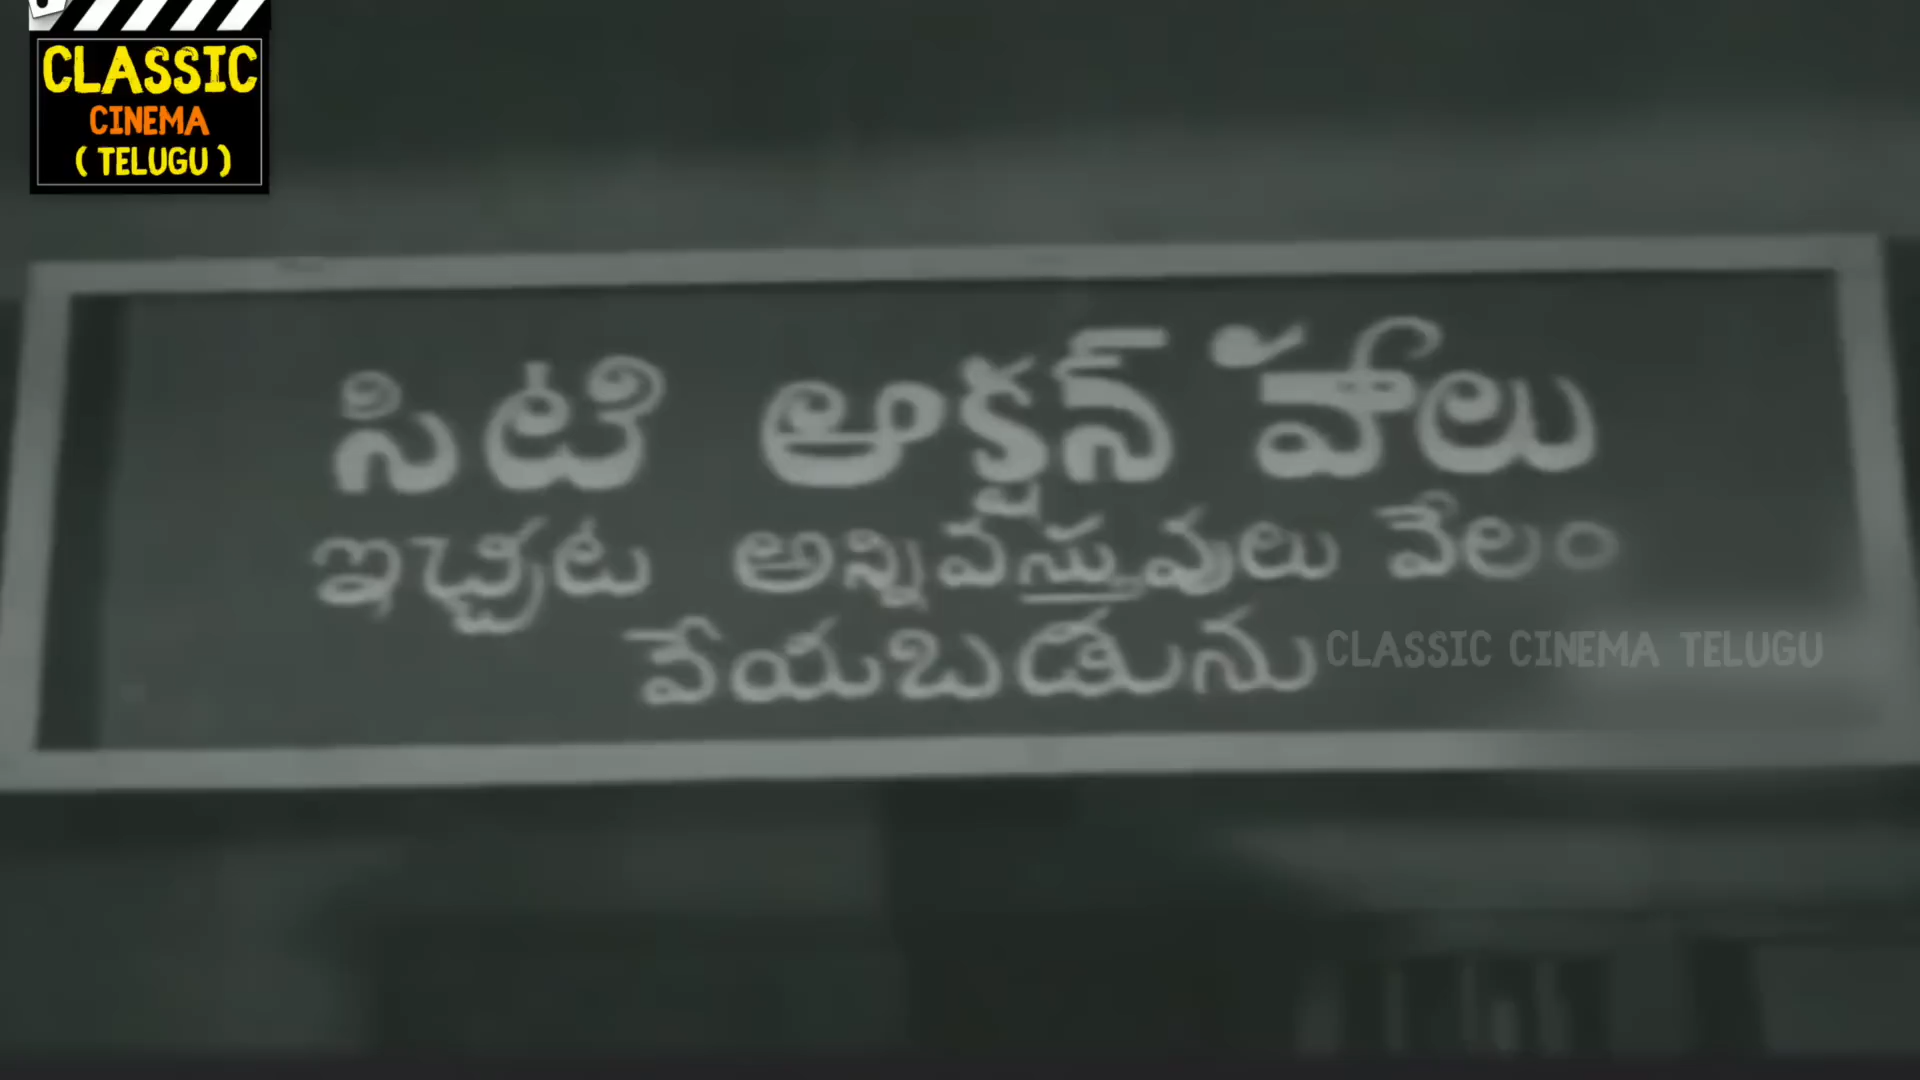 CLASSIC
CINEMA
( TELUGU )
సిటి ఆక్షన్ హాలు
ఇచ్చట అన్నివస్తువులు వేలం
వేయబడును
CLASSIC CINEMA TELUGU